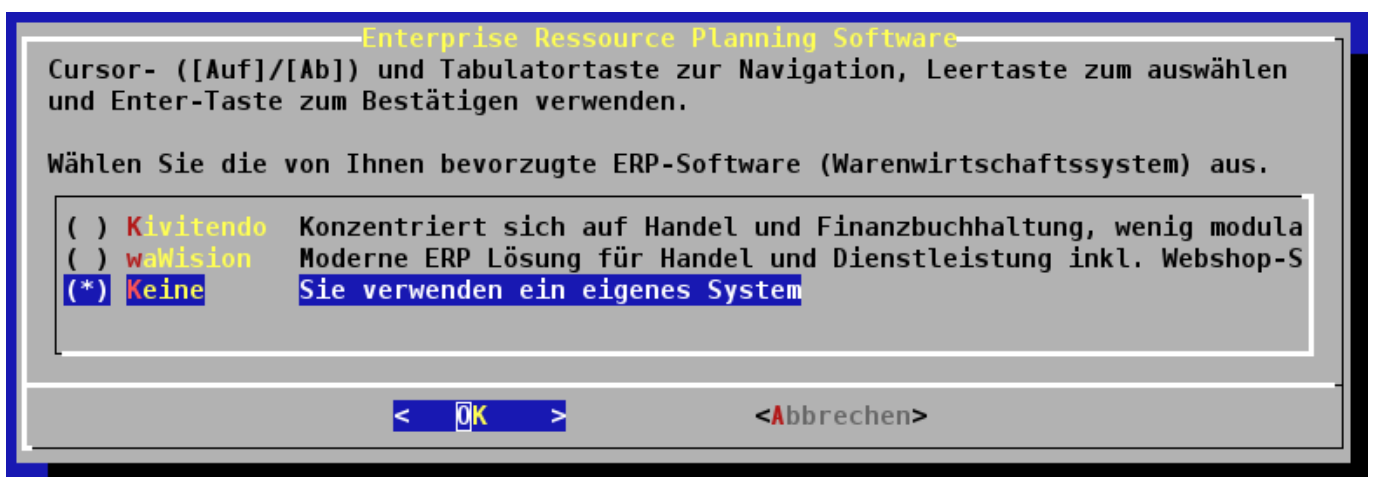 Enterprise Ressource Planning Software
Cursor- ([Auf]/[Ab]) und Tabulatortaste zur Navigation, Leertaste zum auswählen
und Enter-Taste zum Bestätigen verwenden.
Wählen Sie die von Ihnen bevorzugte ERP-Software (Warenwirtschaftssystem) aus.
( ) Kivitendo Konzentriert sich auf Handel und Finanzbuchhaltung, wenig modula
( ) waWision Moderne ERP Lösung für Handel und Dienstleistung inkl. Webshop-S
(*) Keine Sie verwenden ein eigenes System
< OK > <Abbrechen>